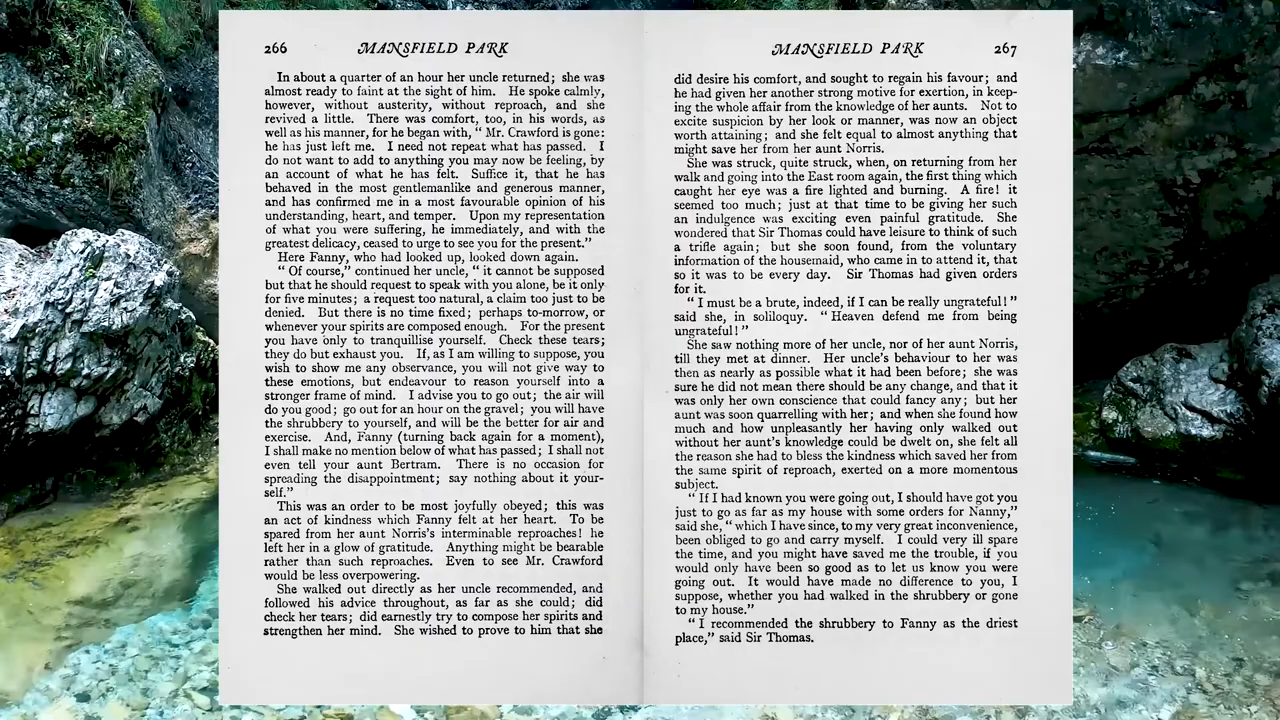 266 MANSFIELD PARK
In about a quarter of an hour her uncle returned; she was
almost ready to faint at the sight of him. He spoke calmly,
however, without austerity, without reproach, and she
revived a little. There was comfort, too, in his words, as
well as his manner, for he began with, “ Mr. Crawford is gone:
he has just left me. I need not repeat what has passed. I
do not want to add to anything you may now be feeling, by
an account of what he has felt. Suffice it, that he has
behaved in the most gentlemanlike and generous manner,
and has confirmed me in a most favourable opinion of his
understanding, heart, and temper. Upon my representation
of what you were suffering, he immediately, and with the
greatest delicacy, ceased to urge to see you for the present.”
Here Fanny, who had looked up, looked down again.
“ Of course,” continued her uncle, “ it cannot be supposed
but that he should request to speak with you alone, be it only
for five minutes; a request too natural, a claim too just to be
denied. But there is no time fixed; perhaps to-morrow, or
whenever your spirits are composed enough. For the present
you have only to tranquillise yourself. Check these tears;
they do but exhaust you. If, as I am willing to suppose, you
wish to show me any observance, you will not give way to
these emotions, but endeavour to reason yourself into a
stronger frame of mind. I advise you to go out; the air will
do you good; go out for an hour on the gravel; you will have
the shrubbery to yourself, and will be the better for air and
exercise. And, Fanny (turning back again for a moment),
I shall make no mention below of what has passed; I shall not
even tell your aunt Bertram. There is no occasion for
spreading the disappointment; say nothing about it your-
self.”
This was an order to be most joyfully obeyed; this was
an act of kindness which Fanny felt at her heart. To be
spared from her aunt Norris's interminable reproaches! he
left her in a glow of gratitude. Anything might be bearable
rather than such reproaches. Even to see Mr. Crawford
would be less overpowering.
She walked out directly as her uncle recommended, and
followed his advice throughout, as far as she could; did
check her tears; did earnestly try to compose her spirits and
strengthen her mind. She wished to prove to him that she
MANSFIELD PARK 267
did desire his comfort, and sought to regain his favour; and
he had given her another strong motive for exertion, in keep-
ing the whole affair from the knowledge of her aunts. Not to
excite suspicion by her look or manner, was now an object
worth attaining; and she felt equal to almost anything that
might save her from her aunt Norris.
She was struck, quite struck, when, on returning from her
walk and going into the East room again, the first thing which
caught her eye was a fire lighted and burning. A fire! it
seemed too much; just at that time to be giving her such
an indulgence was exciting even painful gratitude. She
wondered that Sir Thomas could have leisure to think of such
a trifle again; but she soon found, from the voluntary
information of the housemaid, who came in to attend it, that
so it was to be every day. Sir Thomas had given orders
for it.
“ I must be a brute, indeed, if I can be really ungrateful! ”
said she, in soliloquy. “ Heaven defend me from being
ungrateful! ”
She saw nothing more of her uncle, nor of her aunt Norris,
till they met at dinner. Her uncle's behaviour to her was
then as nearly as possible what it had been before; she was
sure he did not mean there should be any change, and that it
was only her own conscience that could fancy any; but her
aunt was soon quarrelling with her; and when she found how
much and how unpleasantly her having only walked out
without her aunt's knowledge could be dwelt on, she felt all
the reason she had to bless the kindness which saved her from
the same spirit of reproach, exerted on a more momentous
subject.
“ If I had known you were going out, I should have got you
just to go as far as my house with some orders for Nanny,”
said she, “ which I have since, to my very great inconvenience,
been obliged to go and carry myself. I could very ill spare
the time, and you might have saved me the trouble, if you
would only have been so good as to let us know you were
going out. It would have made no difference to you, I
suppose, whether you had walked in the shrubbery or gone
to my house.”
“ I recommended the shrubbery to Fanny as the driest
place,” said Sir Thomas.